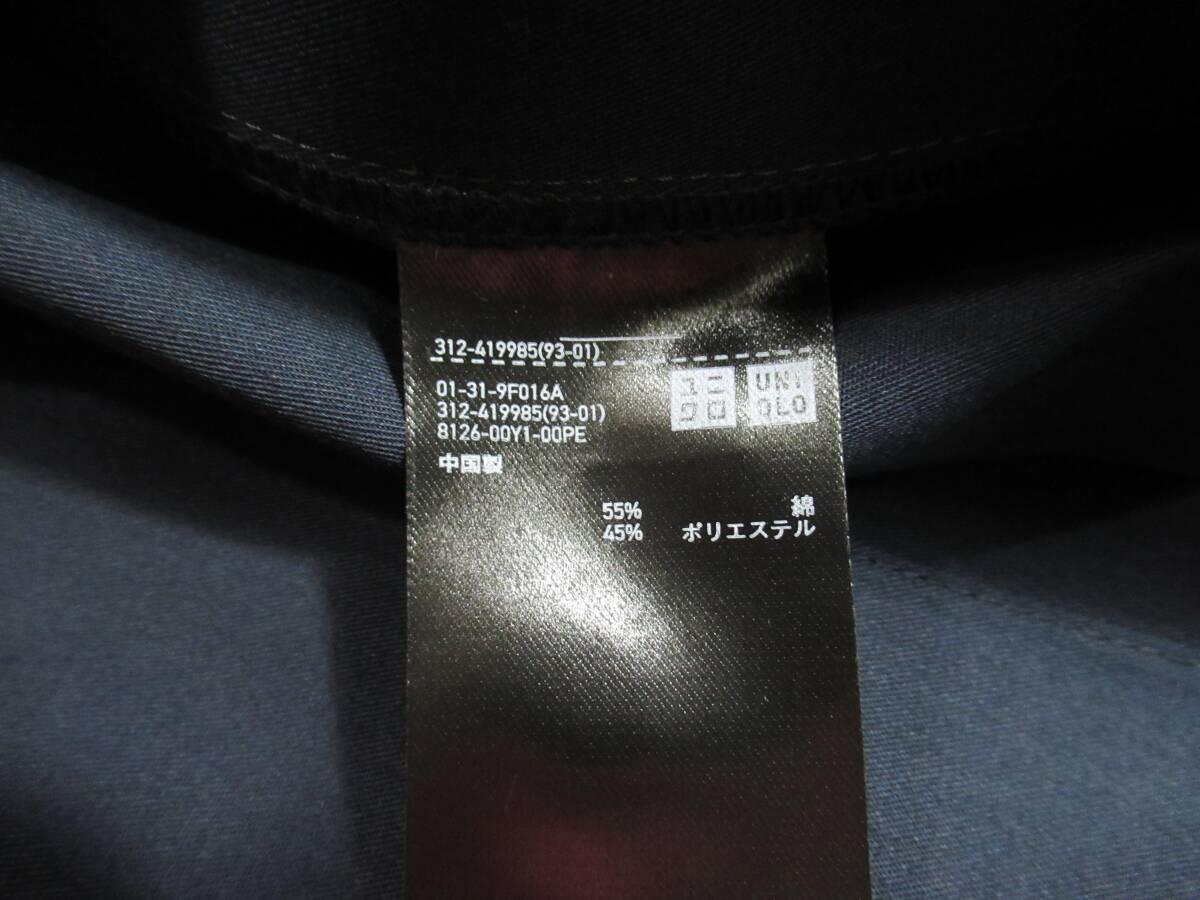 312-419985(93-01)
01-31-9F016A
312-419985(93-01)
8126-00Y1-00PE
中国製
ユニ
クロ
UNI
QLO
55% 綿
45% ポリエステル